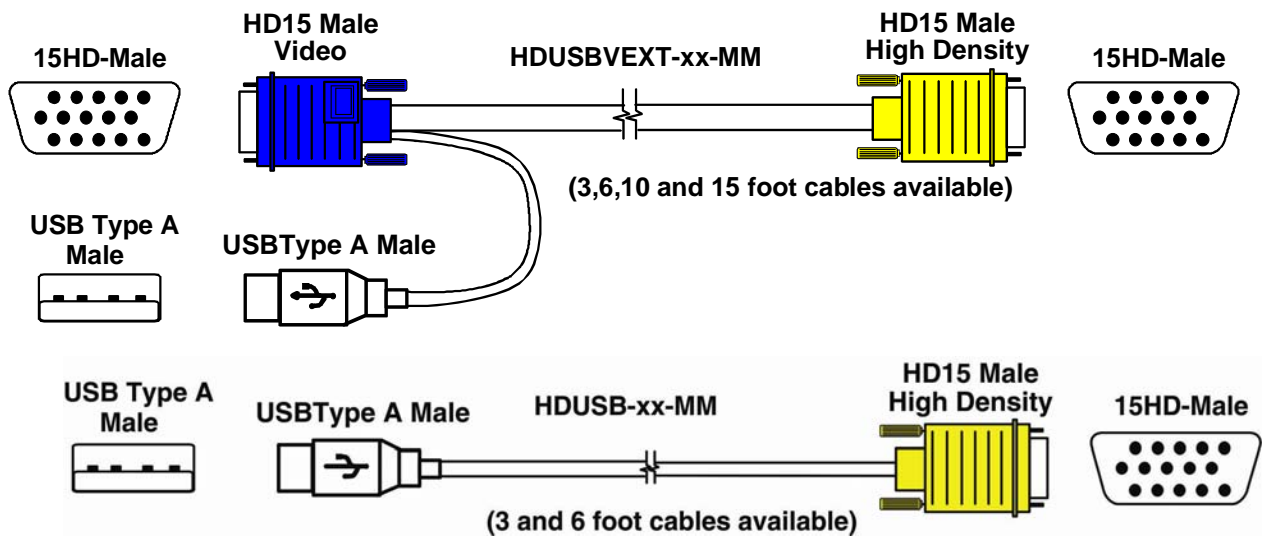 15HD-Male
HD15 Male
Video
HDUSBVEXT-xx-MM
HD15 Male
High Density
15HD-Male
(3,6,10 and 15 foot cables available)
USB Type A
Male
USBType A Male
USB Type A
Male
USBType A Male
HDUSB-xx-MM
HD15 Male
High Density
15HD-Male
(3 and 6 foot cables available)